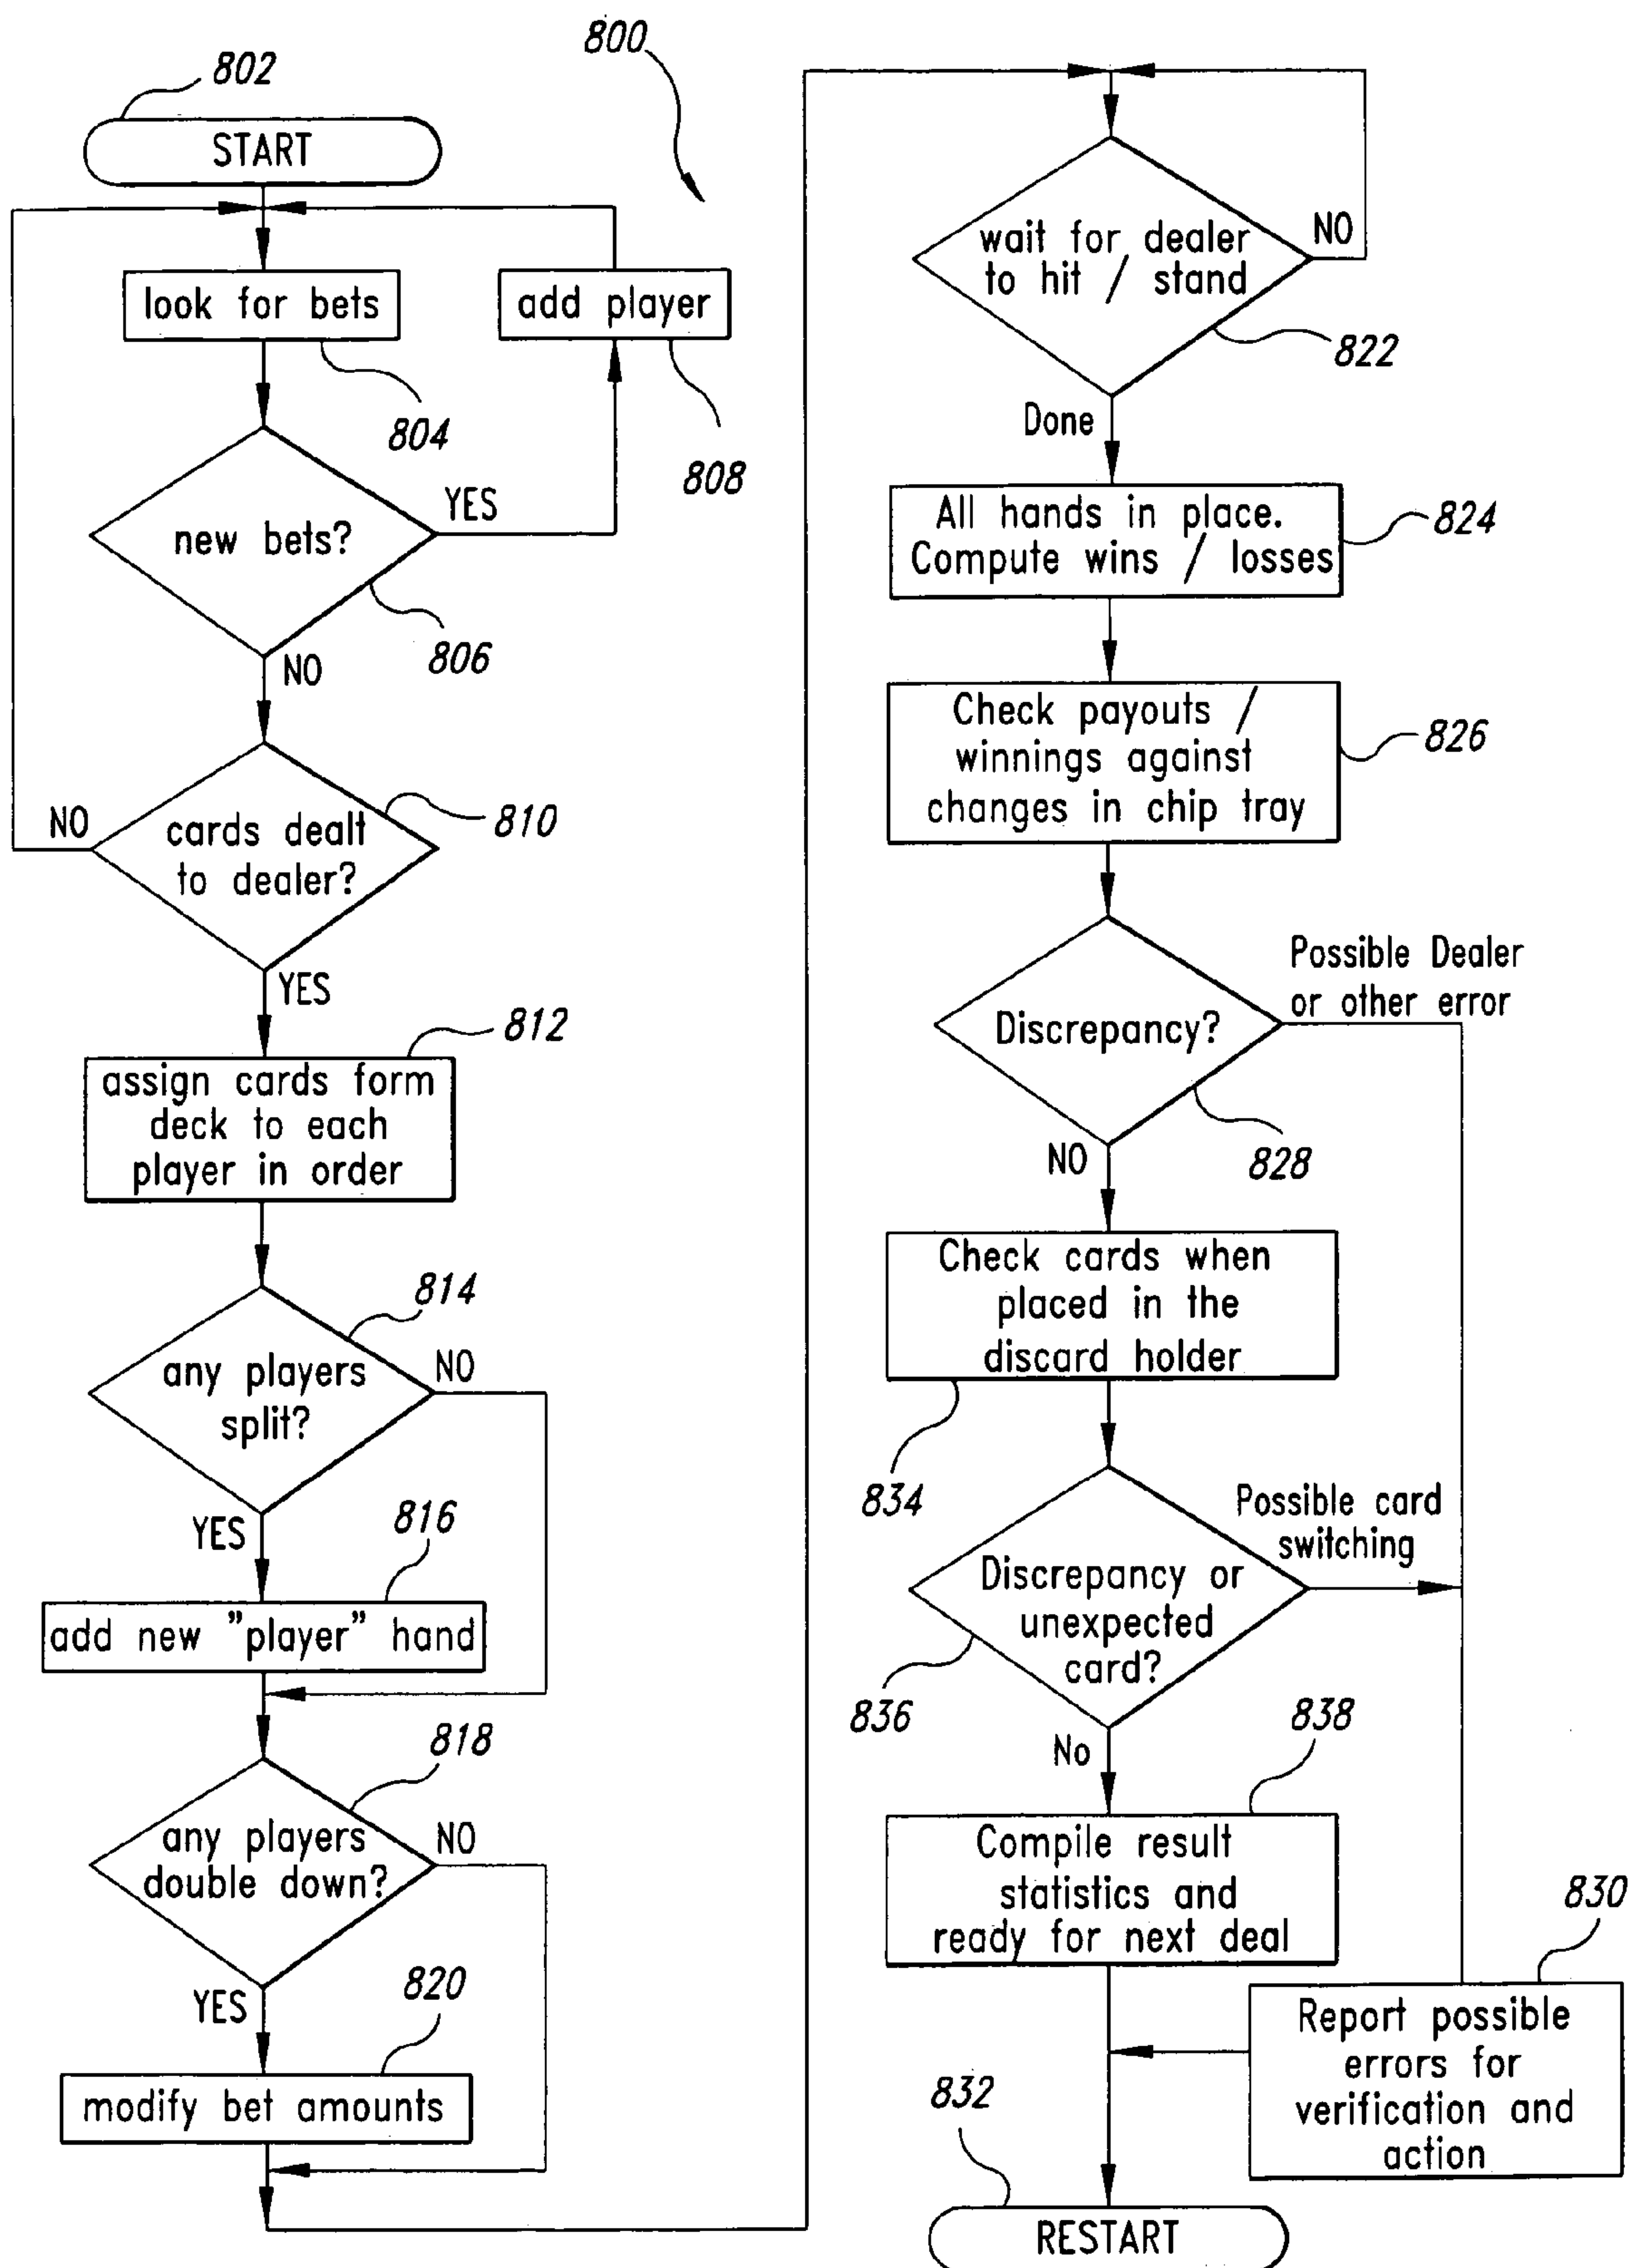 800
802
START
look for bets
804
add player
808
new bets?
YES
806
NO
cards dealt
to dealer?
NO
810
YES
812
assign cards form
deck to each
player in order
814
any players
split?
NO
YES
816
add new "player" hand
818
any players
double down?
NO
YES
820
modify bet amounts
wait for dealer
to hit / stand
NO
822
Done
All hands in place.
Compute wins / losses
824
Check payouts /
winnings against
changes in chip tray
826
Discrepancy?
Possible Dealer
or other error
828
NO
Check cards when
placed in the
discard holder
834
Discrepancy or
unexpected
card?
Possible card
switching
836
No
838
Compile result
statistics and
ready for next deal
830
Report possible
errors for
verification and
action
832
RESTART